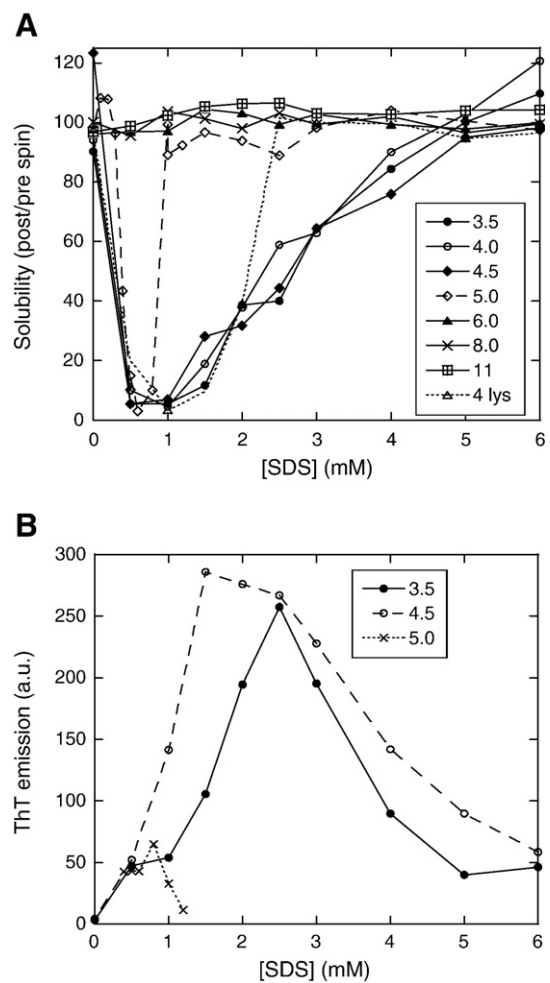 A
120
100
80
60
40
20
0
Solubility (post/pre spin)
3.5
4.0
4.5
5.0
6.0
8.0
11
4 lys
0 1 2 3 4 5 6
[SDS] (mM)
B
300
250
200
150
100
50
0
ThT emission (a.u.)
3.5
4.5
5.0
0 1 2 3 4 5 6
[SDS] (mM)